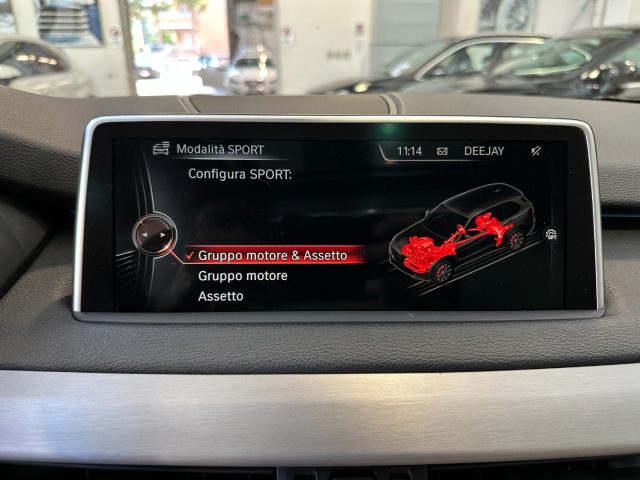 Modalità SPORT
11:14
DEEJAY
Configura SPORT:
Gruppo motore & Assetto
Gruppo motore
Assetto